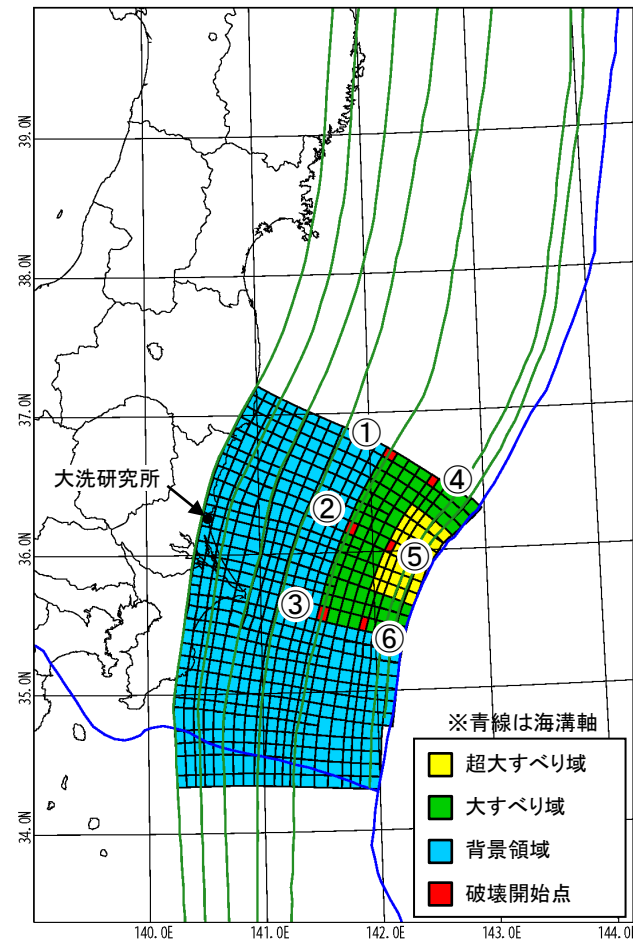 39.0N
38.0N
37.0N
①
④
大洗研究所
②
36.0N
⑤
③
⑥
35.0N
※青線は海溝軸
超大すべり域
大すべり域
34.0N
背景領域
破壊開始点
140.0E
141.0E
142.0E
143.0E
144.0E